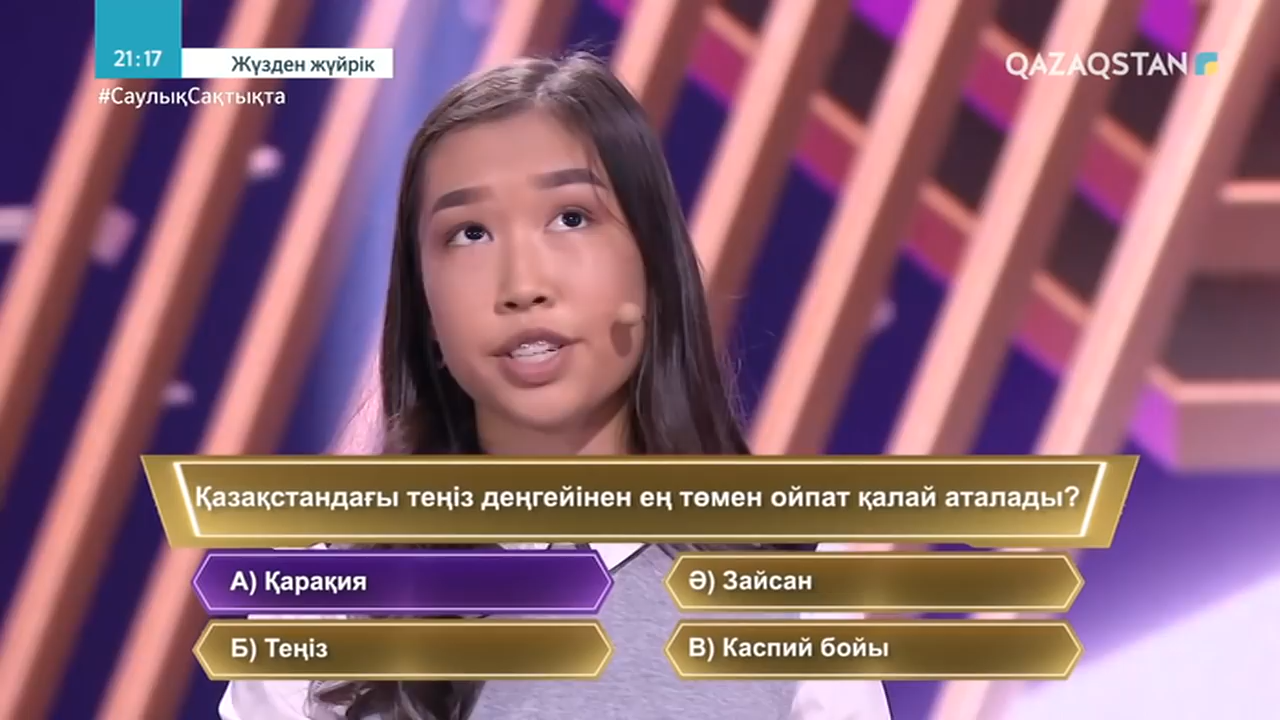 21:17
Жүзден жүйрік
QAZAQSTAN
#СаулықСақтықта
Қазақстандағы теңіз деңгейінен ең төмен ойпат қалай аталады?
А) Қарақия
Ә) Зайсан
Б) Теңіз
В) Каспий бойы